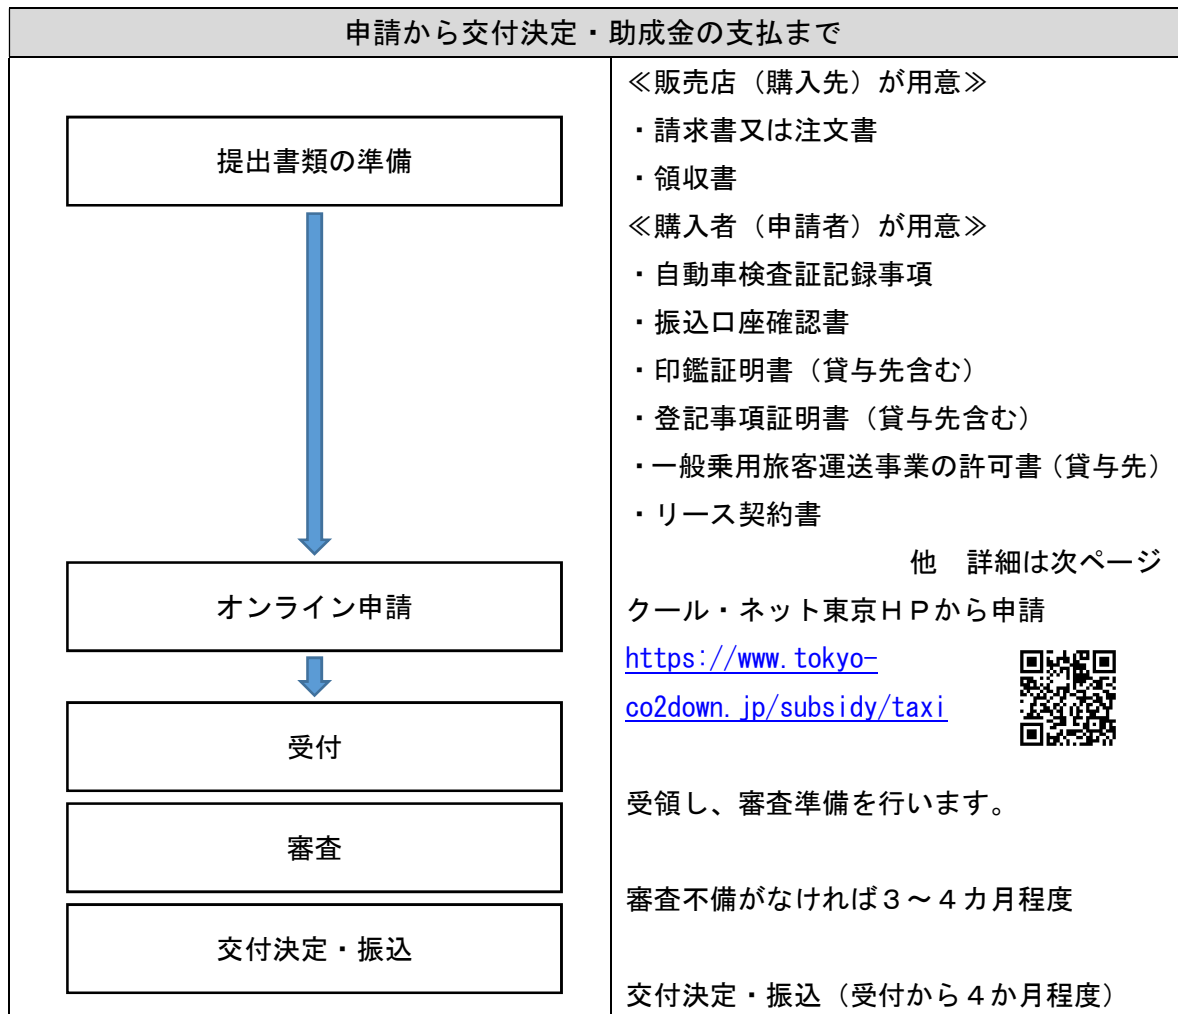 申請から交付決定・助成金の支払まで
提出書類の準備
オンライン申請
受付
審査
交付決定・振込
≪販売店（購入先）が用意≫
・請求書又は注文書
・領収書
≪購入者（申請者）が用意≫
・自動車検査証記録事項
・振込口座確認書
・印鑑証明書（貸与先含む）
・登記事項証明書（貸与先含む）
・一般乗用旅客運送事業の許可書（貸与先）
・リース契約書
他　詳細は次ページ
クール・ネット東京ＨＰから申請
https://www.tokyo-
co2down.jp/subsidy/taxi
受領し、審査準備を行います。
審査不備がなければ３～４カ月程度
交付決定・振込（受付から４か月程度）